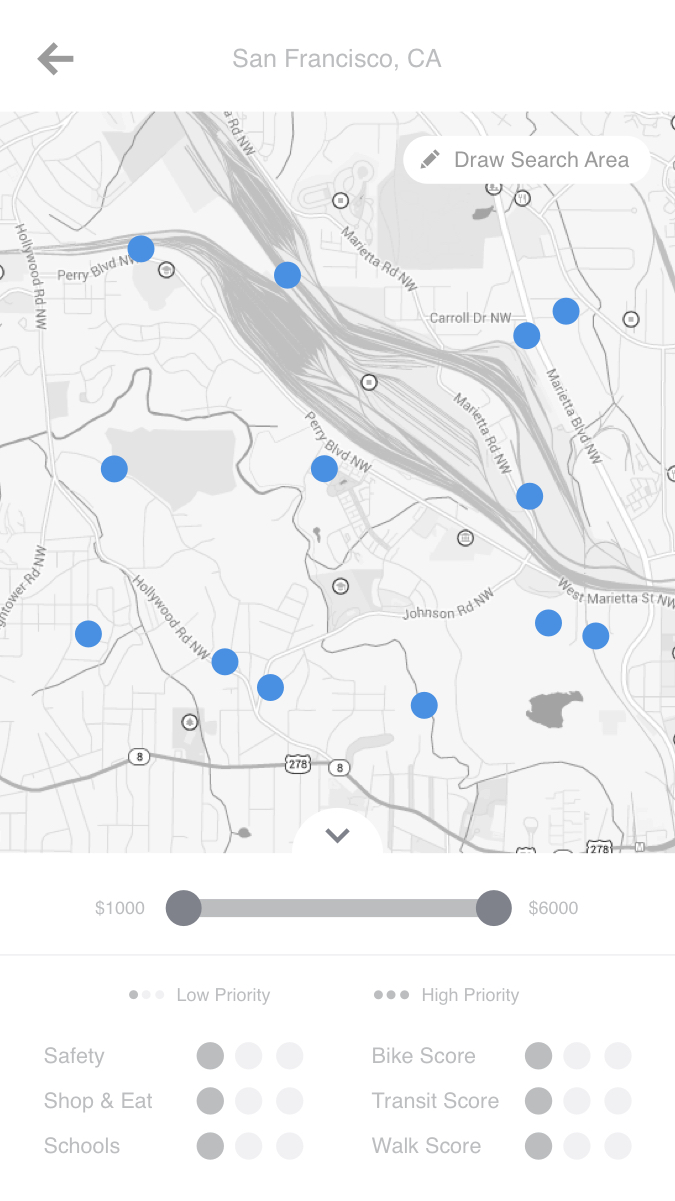 San Francisco, CA
a Rd NW
Draw Search Area
Hollywood Rd NW
Perry Blvd NW
Marietta Rd NW
Carroll Dr NW
Marietta Blvd NW
Marietta Rd NW
Perry Blvd NW
ghtower Rd NW
Hollywood Rd NW
Johnson Rd NW
West Marietta St NW
8
278
8
278
M
$1000
$6000
Low Priority
High Priority
Safety
Bike Score
Shop & Eat
Transit Score
Schools
Walk Score